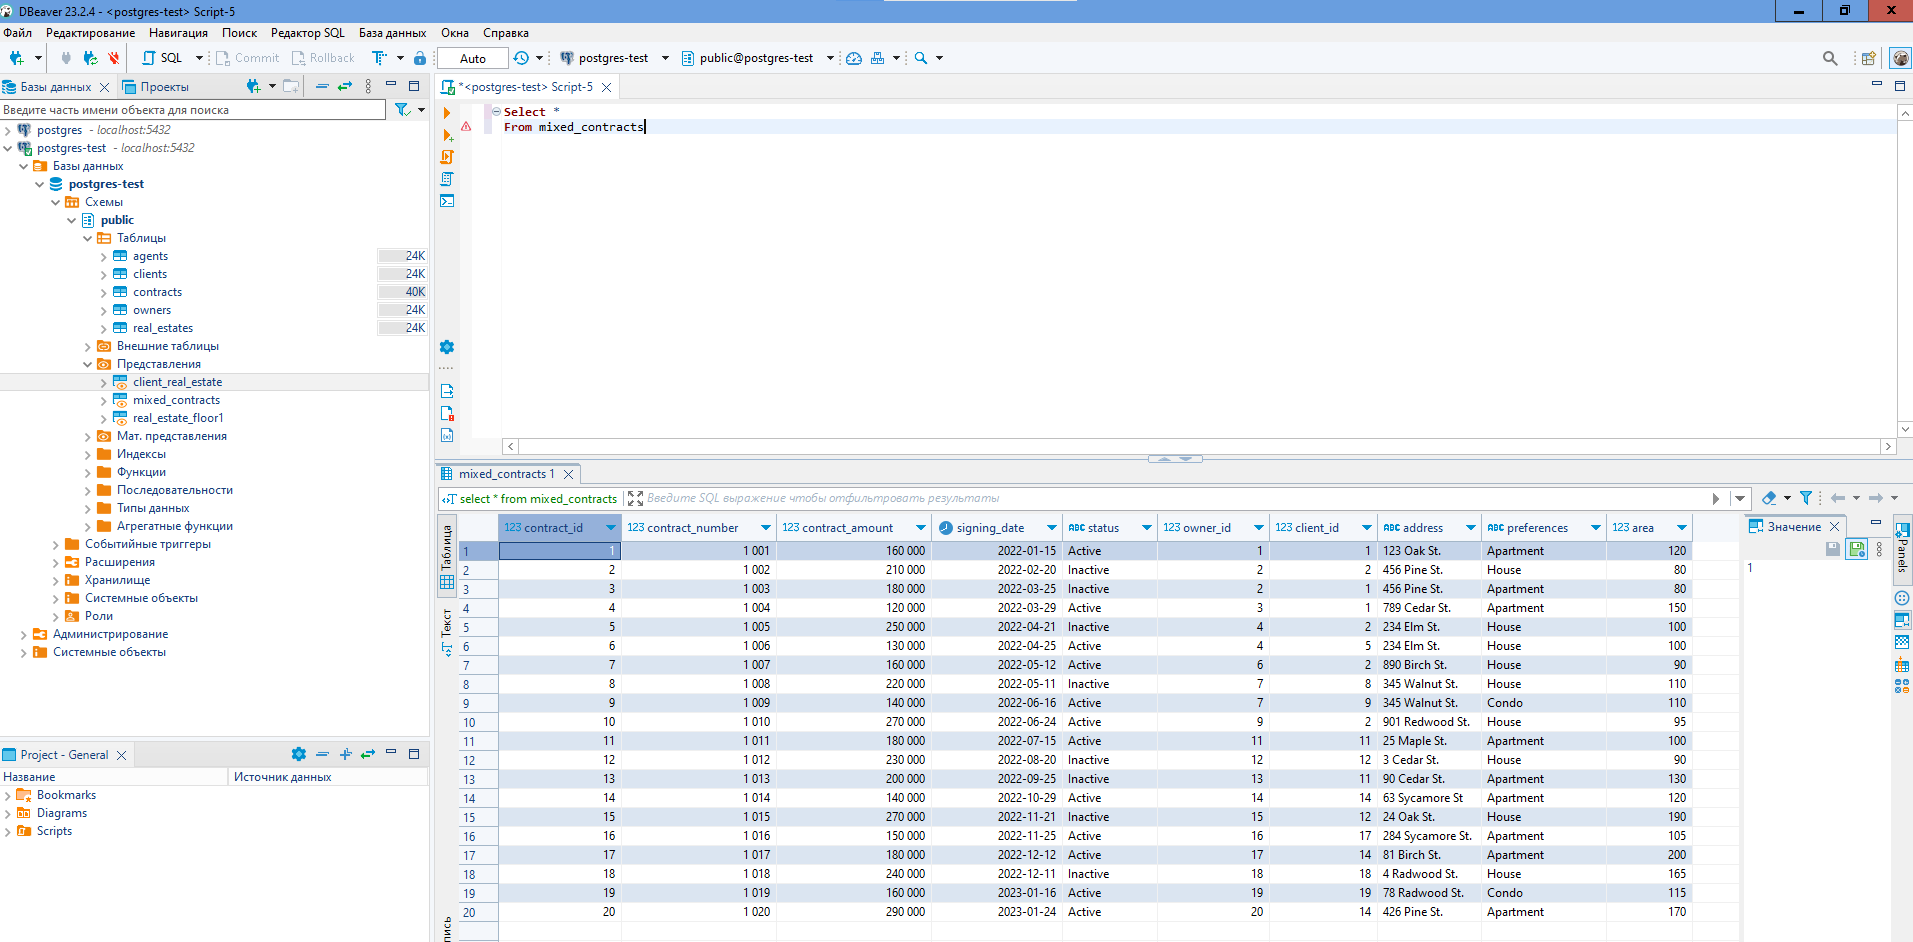 DBeaver 23.2.4 - <postgres-test> Script-5
Файл Редактирование Навигация Поиск Редактор SQL База данных Окна Справка
SQL Commit Rollback Auto postgres-test public@postgres-test
Базы данных Проекты
Введите часть имени объекта для поиска
postgres - localhost:5432
postgres-test - localhost:5432
Базы данных
postgres-test
Схемы
public
Таблицы
agents 24K
clients 24K
contracts 40K
owners 24K
real_estates 24K
Внешние таблицы
Представления
client_real_estate
mixed_contracts
real_estate_floor1
Мат. представления
Индексы
Функции
Последовательности
Типы данных
Агрегатные функции
Событийные триггеры
Расширения
Хранилище
Системные объекты
Роли
Администрирование
Системные объекты
Project - General
Название Источник данных
Bookmarks
Diagrams
Scripts
*<postgres-test> Script-5
Select *
From mixed_contracts
mixed_contracts 1
select * from mixed_contracts Введите SQL выражение чтобы отфильтровать результаты
Таблица
Текст
123 contract_id 123 contract_number 123 contract_amount signing_date ABC status 123 owner_id 123 client_id ABC address ABC preferences 123 area
1 1 1 001 160 000 2022-01-15 Active 1 1 123 Oak St. Apartment 120
2 2 1 002 210 000 2022-02-20 Inactive 2 2 456 Pine St. House 80
3 3 1 003 180 000 2022-03-25 Inactive 2 1 456 Pine St. Apartment 80
4 4 1 004 120 000 2022-03-29 Active 3 1 789 Cedar St. Apartment 150
5 5 1 005 250 000 2022-04-21 Inactive 4 2 234 Elm St. House 100
6 6 1 006 130 000 2022-04-25 Active 4 5 234 Elm St. House 100
7 7 1 007 160 000 2022-05-12 Active 6 2 890 Birch St. House 90
8 8 1 008 220 000 2022-05-11 Inactive 7 8 345 Walnut St. House 110
9 9 1 009 140 000 2022-06-16 Active 7 9 345 Walnut St. Condo 110
10 10 1 010 270 000 2022-06-24 Active 9 2 901 Redwood St. House 95
11 11 1 011 180 000 2022-07-15 Active 11 11 25 Maple St. Apartment 100
12 12 1 012 230 000 2022-08-20 Inactive 12 12 3 Cedar St. House 90
13 13 1 013 200 000 2022-09-25 Inactive 13 11 90 Cedar St. Apartment 130
14 14 1 014 140 000 2022-10-29 Active 14 14 63 Sycamore St Apartment 120
15 15 1 015 270 000 2022-11-21 Inactive 15 12 24 Oak St. House 190
16 16 1 016 150 000 2022-11-25 Active 16 17 284 Sycamore St. Apartment 105
17 17 1 017 180 000 2022-12-12 Active 17 14 81 Birch St. Apartment 200
18 18 1 018 240 000 2022-12-11 Inactive 18 18 4 Radwood St. House 165
19 19 1 019 160 000 2023-01-16 Active 19 19 78 Radwood St. Condo 115
20 20 1 020 290 000 2023-01-24 Active 20 14 426 Pine St. Apartment 170
Значение
1
Panels